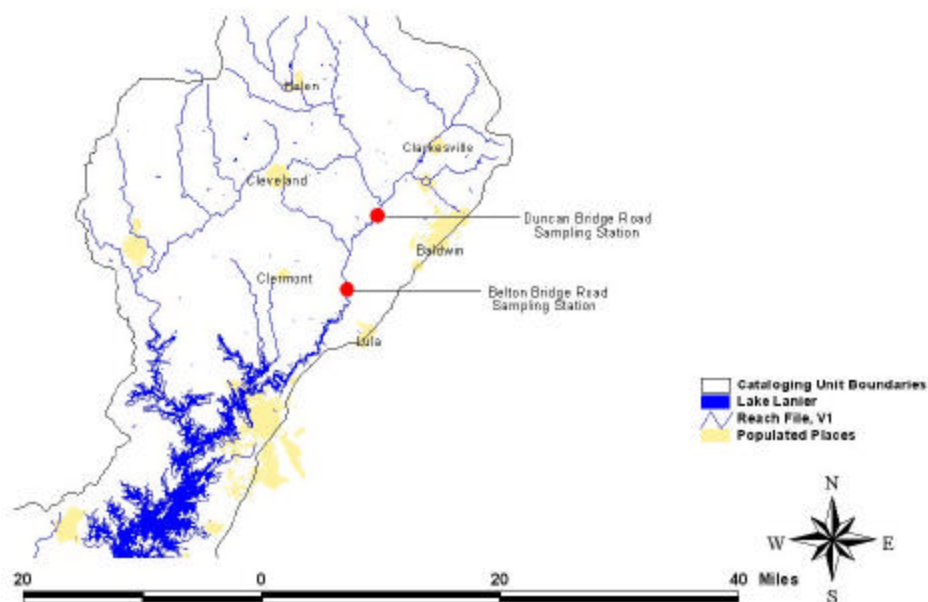 Helen
Clarkesville
Cleveland
Duncan Bridge Road
Sampling Station
Baldwin
Clermont
Belton Bridge Road
Sampling Station
Lula
Cataloging Unit Boundaries
Lake Lanier
Reach File, V1
Populated Places
N
W E
S
20 0 20 40 Miles